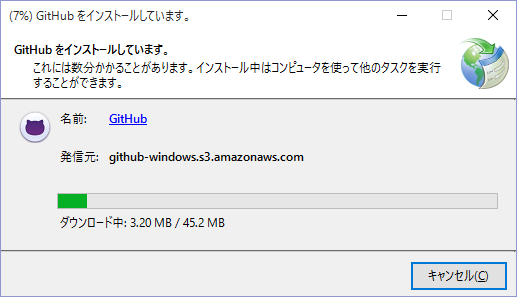 (7%) GitHub をインストールしています。
GitHub をインストールしています。
これには数分かかることがあります。インストール中はコンピュータを使って他のタスクを実行
することができます。
名前: GitHub
発信元: github-windows.s3.amazonaws.com
ダウンロード中: 3.20 MB / 45.2 MB
キャンセル(C)